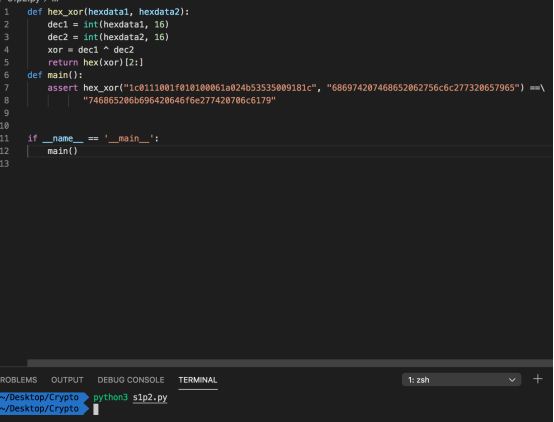 1 def hex_xor(hexdata1, hexdata2):
2 dec1 = int(hexdata1, 16)
3 dec2 = int(hexdata2, 16)
4 xor = dec1 ^ dec2
5 return hex(xor)[2:]
6 def main():
7 assert hex_xor("1c0111001f010100061a024b53535009181c", "686974207468652062756c6c277320657965") ==\
8 "746865206b696420646f6e277420706c6179"
9
10
11 if __name__ == '__main__':
12 main()
13
ROBLEMS OUTPUT DEBUG CONSOLE TERMINAL 1: zsh
~/Desktop/Crypto python3 s1p2.py
~/Desktop/Crypto